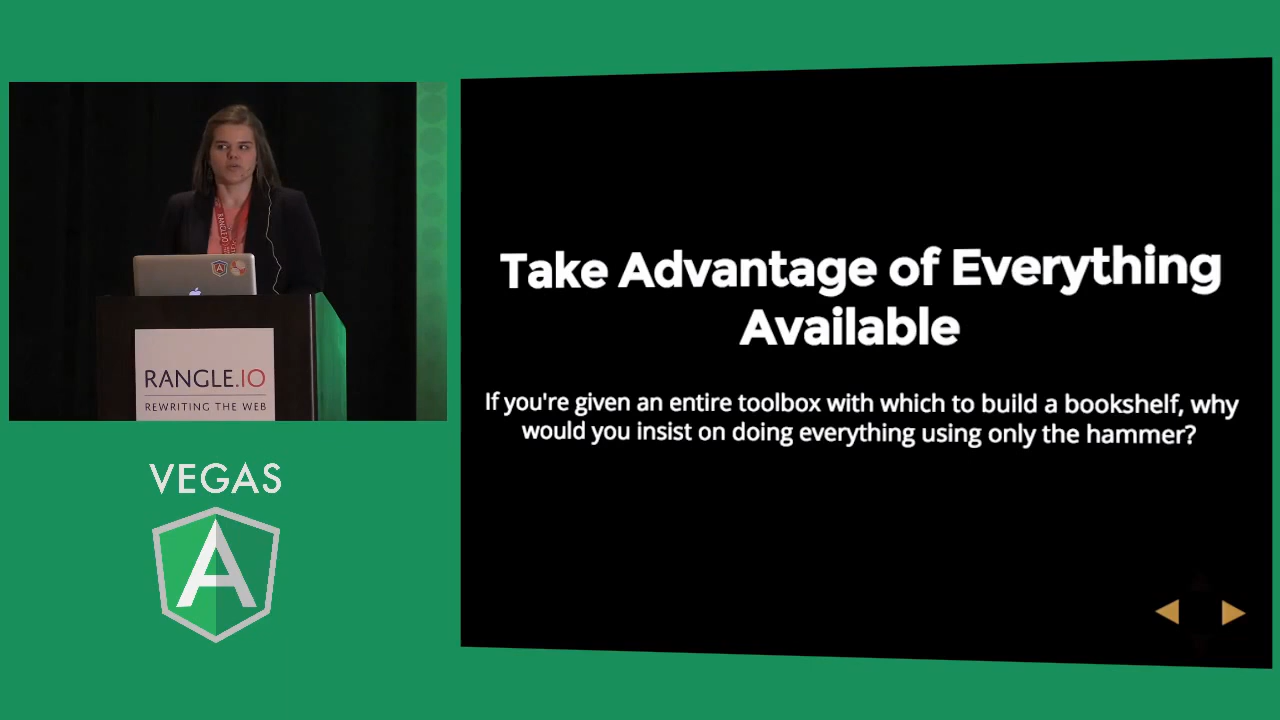 Take Advantage of Everything
Available
If you're given an entire toolbox with which to build a bookshelf, why
would you insist on doing everything using only the hammer?
RANGLE.IO
REWRITING THE WEB
VEGAS
A